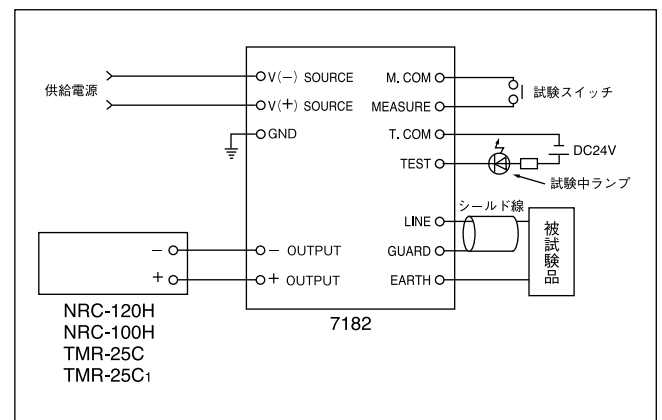 供給電源
V(−) SOURCE
V(+) SOURCE
GND
− OUTPUT
+ OUTPUT
M. COM
MEASURE
T. COM
TEST
LINE
GUARD
EARTH
7182
試験スイッチ
DC24V
試験中ランプ
シールド線
被試験品
−
+
NRC-120H
NRC-100H
TMR-25C
TMR-25C1